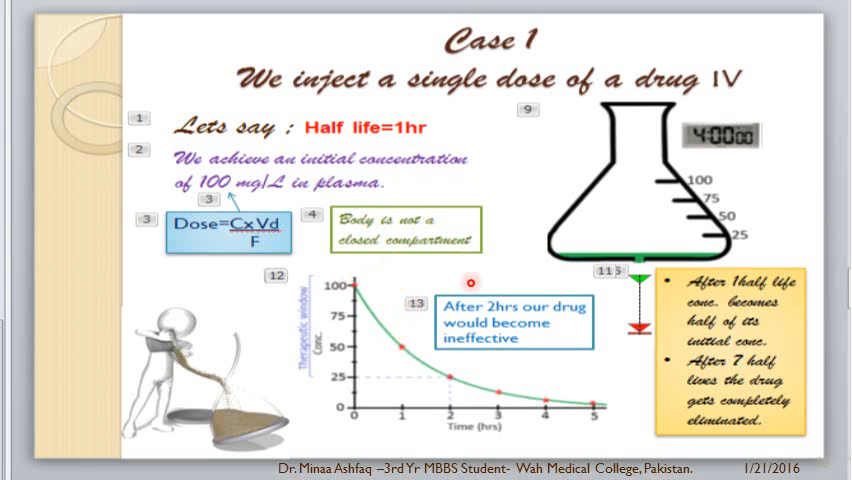 Case 1
We inject a single dose of a drug IV
1
Lets say : Half life=1hr
2
We achieve an initial concentration
of 100 mg/L in plasma.
3
3
Dose=CxVd
F
4
Body is not a
closed compartment
9
4:00:00
100
75
50
25
12
Therapeutic window
Conc.
100
75
50
25
0
0
1
2
3
4
5
Time (hrs)
13
After 2hrs our drug
would become
ineffective
11
• After 1half life
conc. becomes
half of its
initial conc.
• After 7 half
lives the drug
gets completely
eliminated.
Dr. Minaa Ashfaq –3rd Yr MBBS Student- Wah Medical College, Pakistan.
1/21/2016